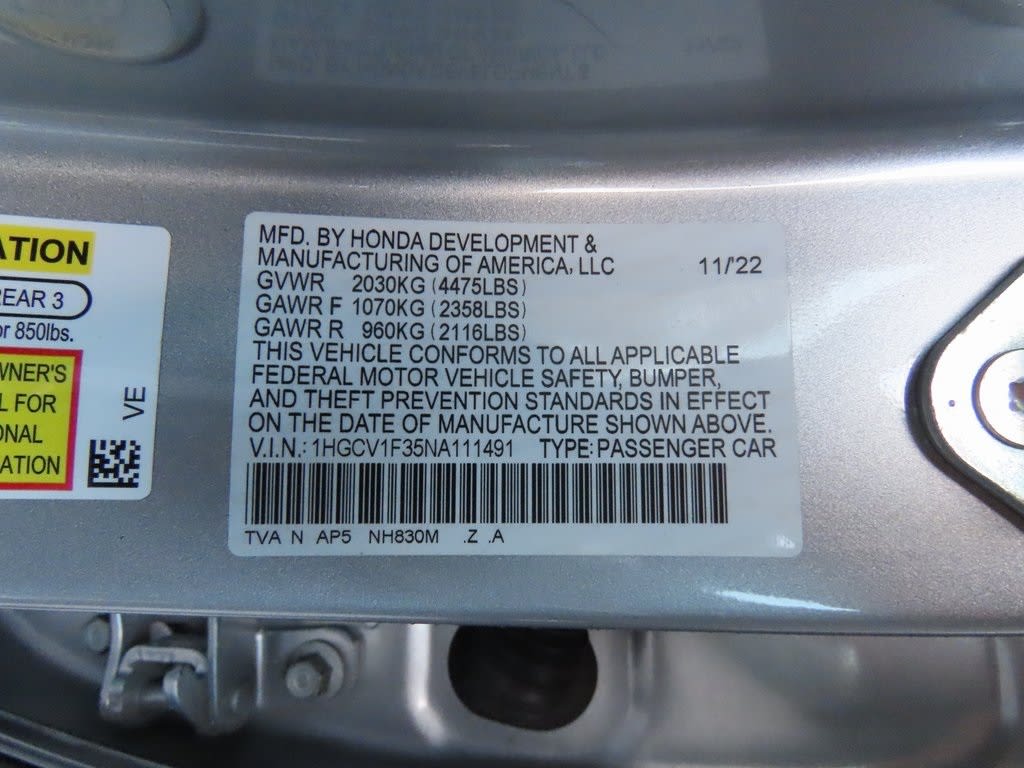 ATION
REAR 3
or 850lbs.
WNER'S
L FOR
ONAL
ATION
VE
MFD. BY HONDA DEVELOPMENT &
MANUFACTURING OF AMERICA, LLC 11/'22
GVWR 2030KG (4475LBS)
GAWR F 1070KG (2358LBS)
GAWR R 960KG (2116LBS)
THIS VEHICLE CONFORMS TO ALL APPLICABLE
FEDERAL MOTOR VEHICLE SAFETY, BUMPER,
AND THEFT PREVENTION STANDARDS IN EFFECT
ON THE DATE OF MANUFACTURE SHOWN ABOVE.
V.I.N.: 1HGCV1F35NA111491 TYPE: PASSENGER CAR
TVA N AP5 NH830M .Z .A